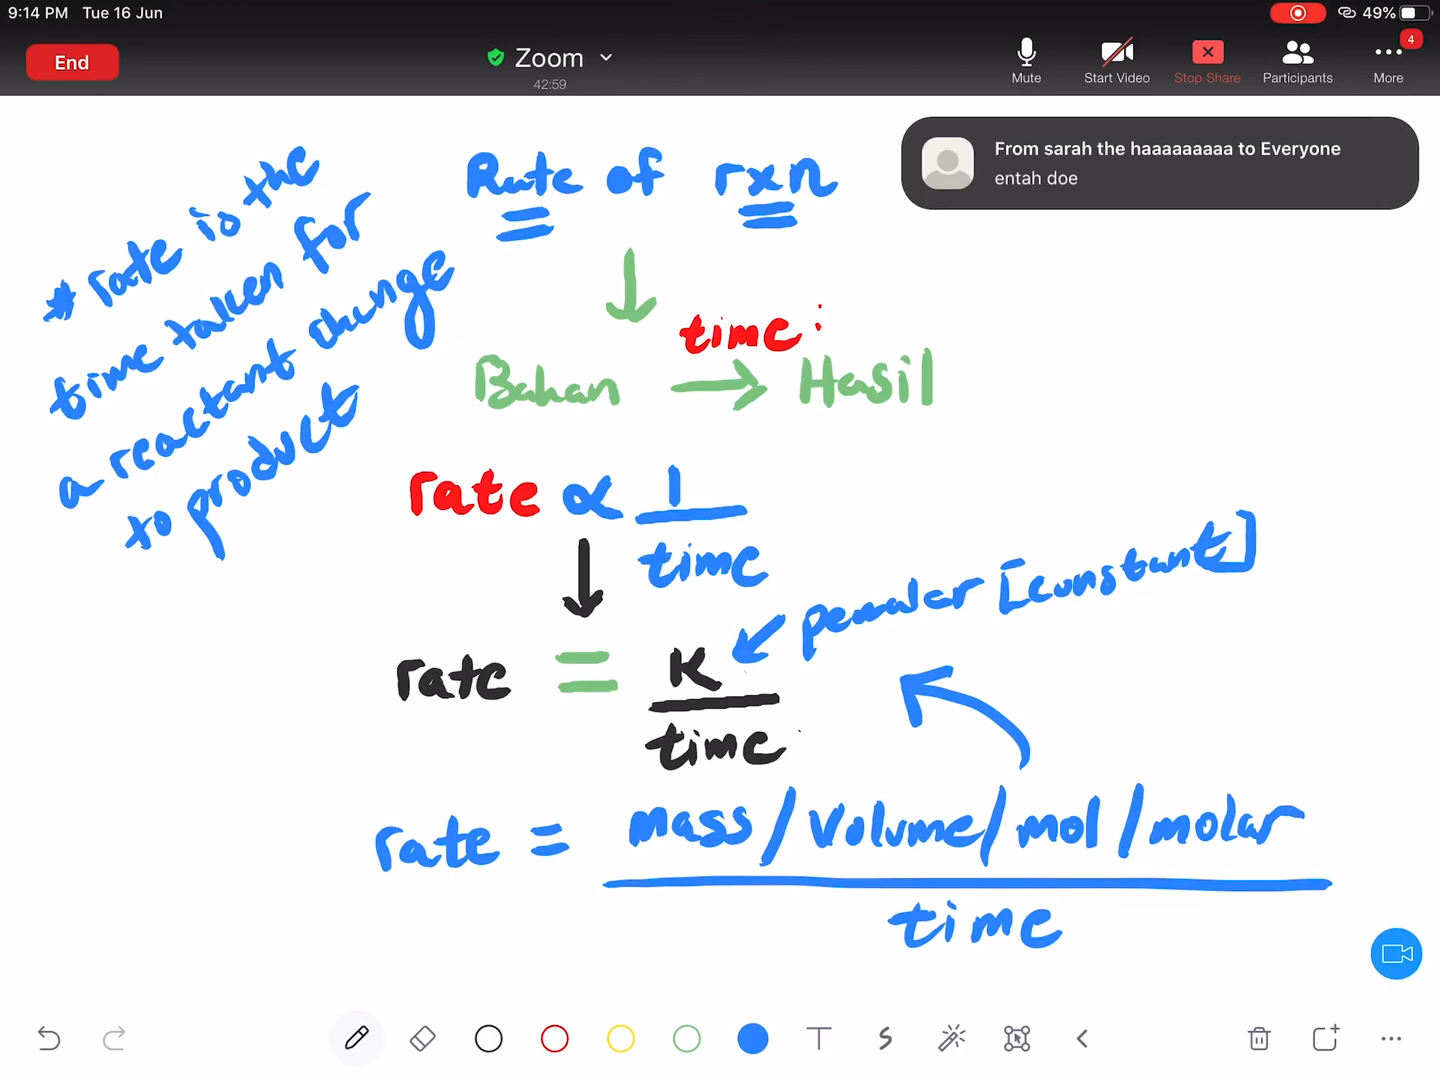 9:14 PM Tue 16 Jun
49%
End
Zoom
42:59
Mute
Start Video
Stop Share
Participants
More
4
From sarah the haaaaaaaaa to Everyone
entah doe
Rate of rxn
* rate is the
time taken for
a reactant change
to product
time:
Bahan → Hasil
rate ∝ 1
time
rate = K
time
pemalar [constant]
rate = mass/volume/mol/molar
time
T
S